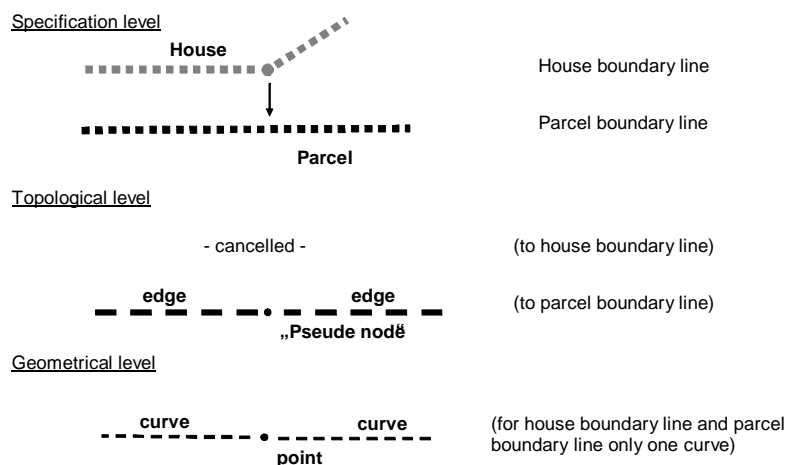 Specification level
House
House boundary line
Parcel boundary line
Parcel
Topological level
- cancelled -
(to house boundary line)
edge
edge
(to parcel boundary line)
„Pseude node“
Geometrical level
curve
curve
(for house boundary line and parcel
boundary line only one curve)
point